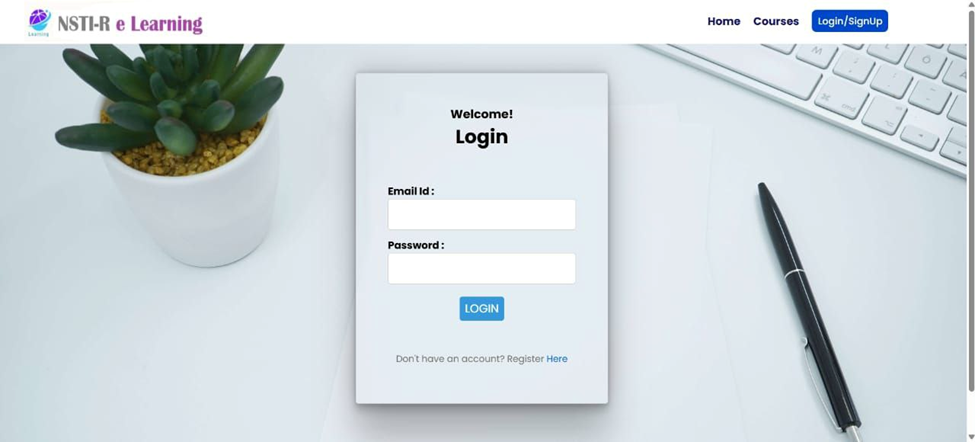 NSTI-R e Learning
Learning
Home Courses Login/SignUp
Welcome!
Login
Email Id :
Password :
LOGIN
Don't have an account? Register Here